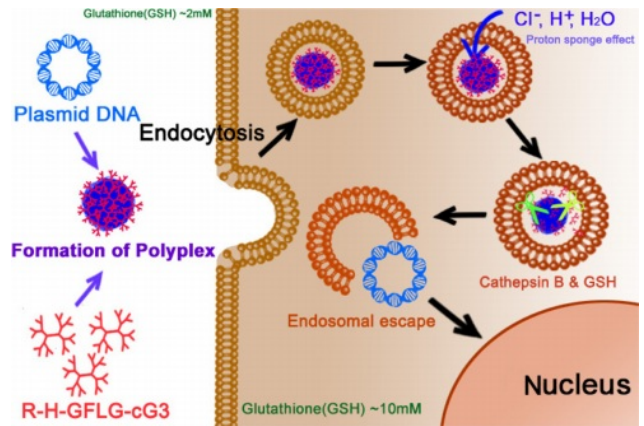 Glutathione(GSH) ~2mM
Plasmid DNA
Formation of Polyplex
R-H-GFLG-cG3
Endocytosis
Cl⁻, H⁺, H₂O
Proton sponge effect
Cathepsin B & GSH
Endosomal escape
Nucleus
Glutathione(GSH) ~10mM